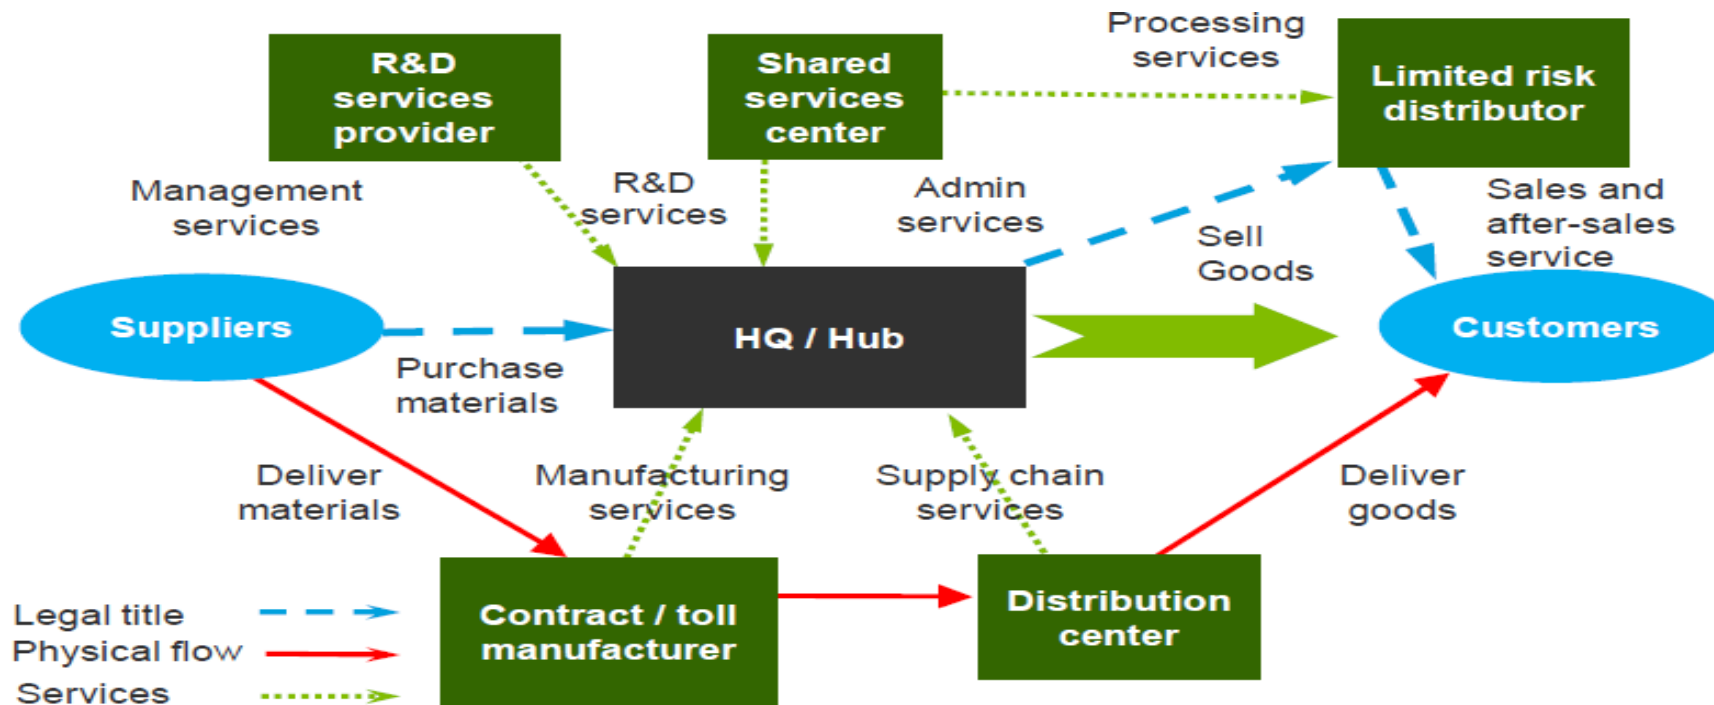 R&D
services
provider
Shared
services
center
Processing
services
Limited risk
distributor
Management
services
R&D
services
Admin
services
Sell
Goods
Sales and
after-sales
service
Suppliers
HQ / Hub
Customers
Purchase
materials
Deliver
materials
Manufacturing
services
Supply chain
services
Deliver
goods
Contract / toll
manufacturer
Distribution
center
Legal title
Physical flow
Services